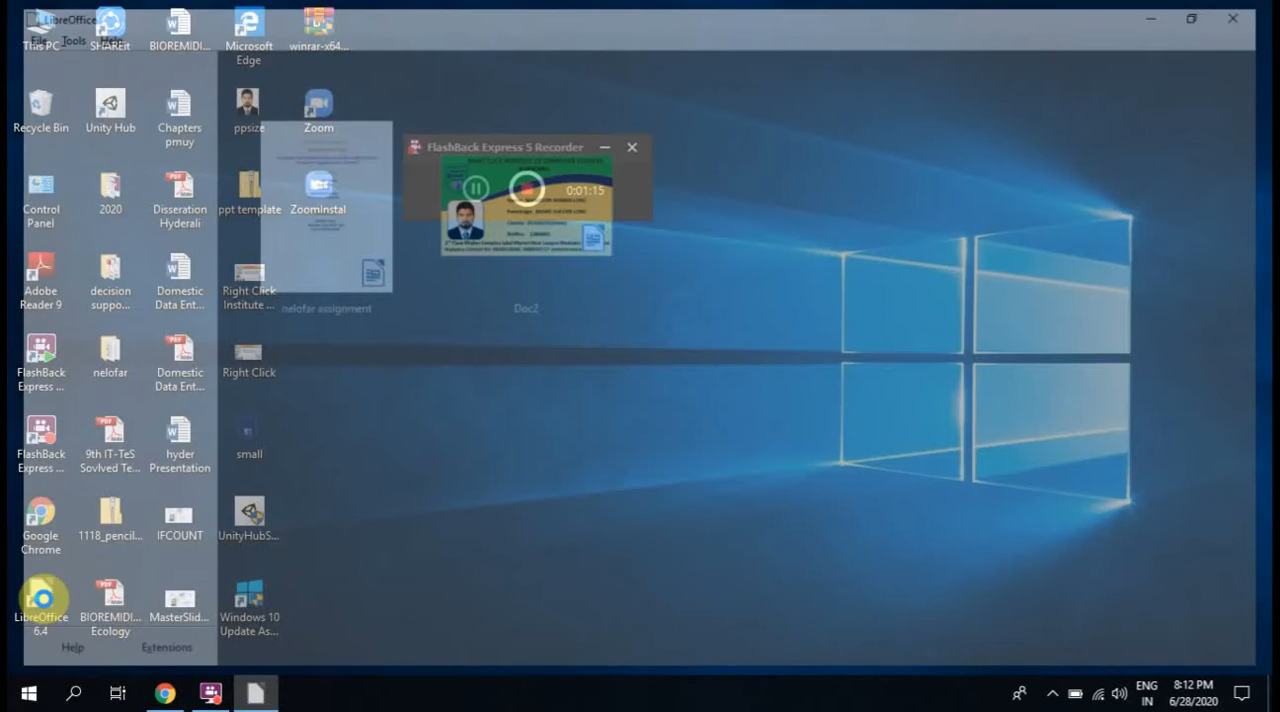 LibreOffice
File Tools Help
This PC
SHAREit
BIOREMIDI...
Microsoft
Edge
winrar-x64...
Recycle Bin
Unity Hub
Chapters
pmuy
ppsize
Zoom
FlashBack Express 5 Recorder
0:01:15
Control
Panel
2020
Disseration
Hyderali
ppt template
ZoomInstal
Adobe
Reader 9
decision
suppo...
Domestic
Data Ent...
Right Click
Institute ...
nelofar assignment
Doc2
FlashBack
Express ...
nelofar
Domestic
Data Ent...
Right Click
FlashBack
Express ...
9th IT-TeS
Sovlved Te...
hyder
Presentation
small
Google
Chrome
1118_pencil...
IFCOUNT
UnityHubS...
LibreOffice
6.4
BIOREMIDI...
Ecology
MasterSlid...
Windows 10
Update As...
Help
Extensions
ENG
IN
8:12 PM
6/28/2020